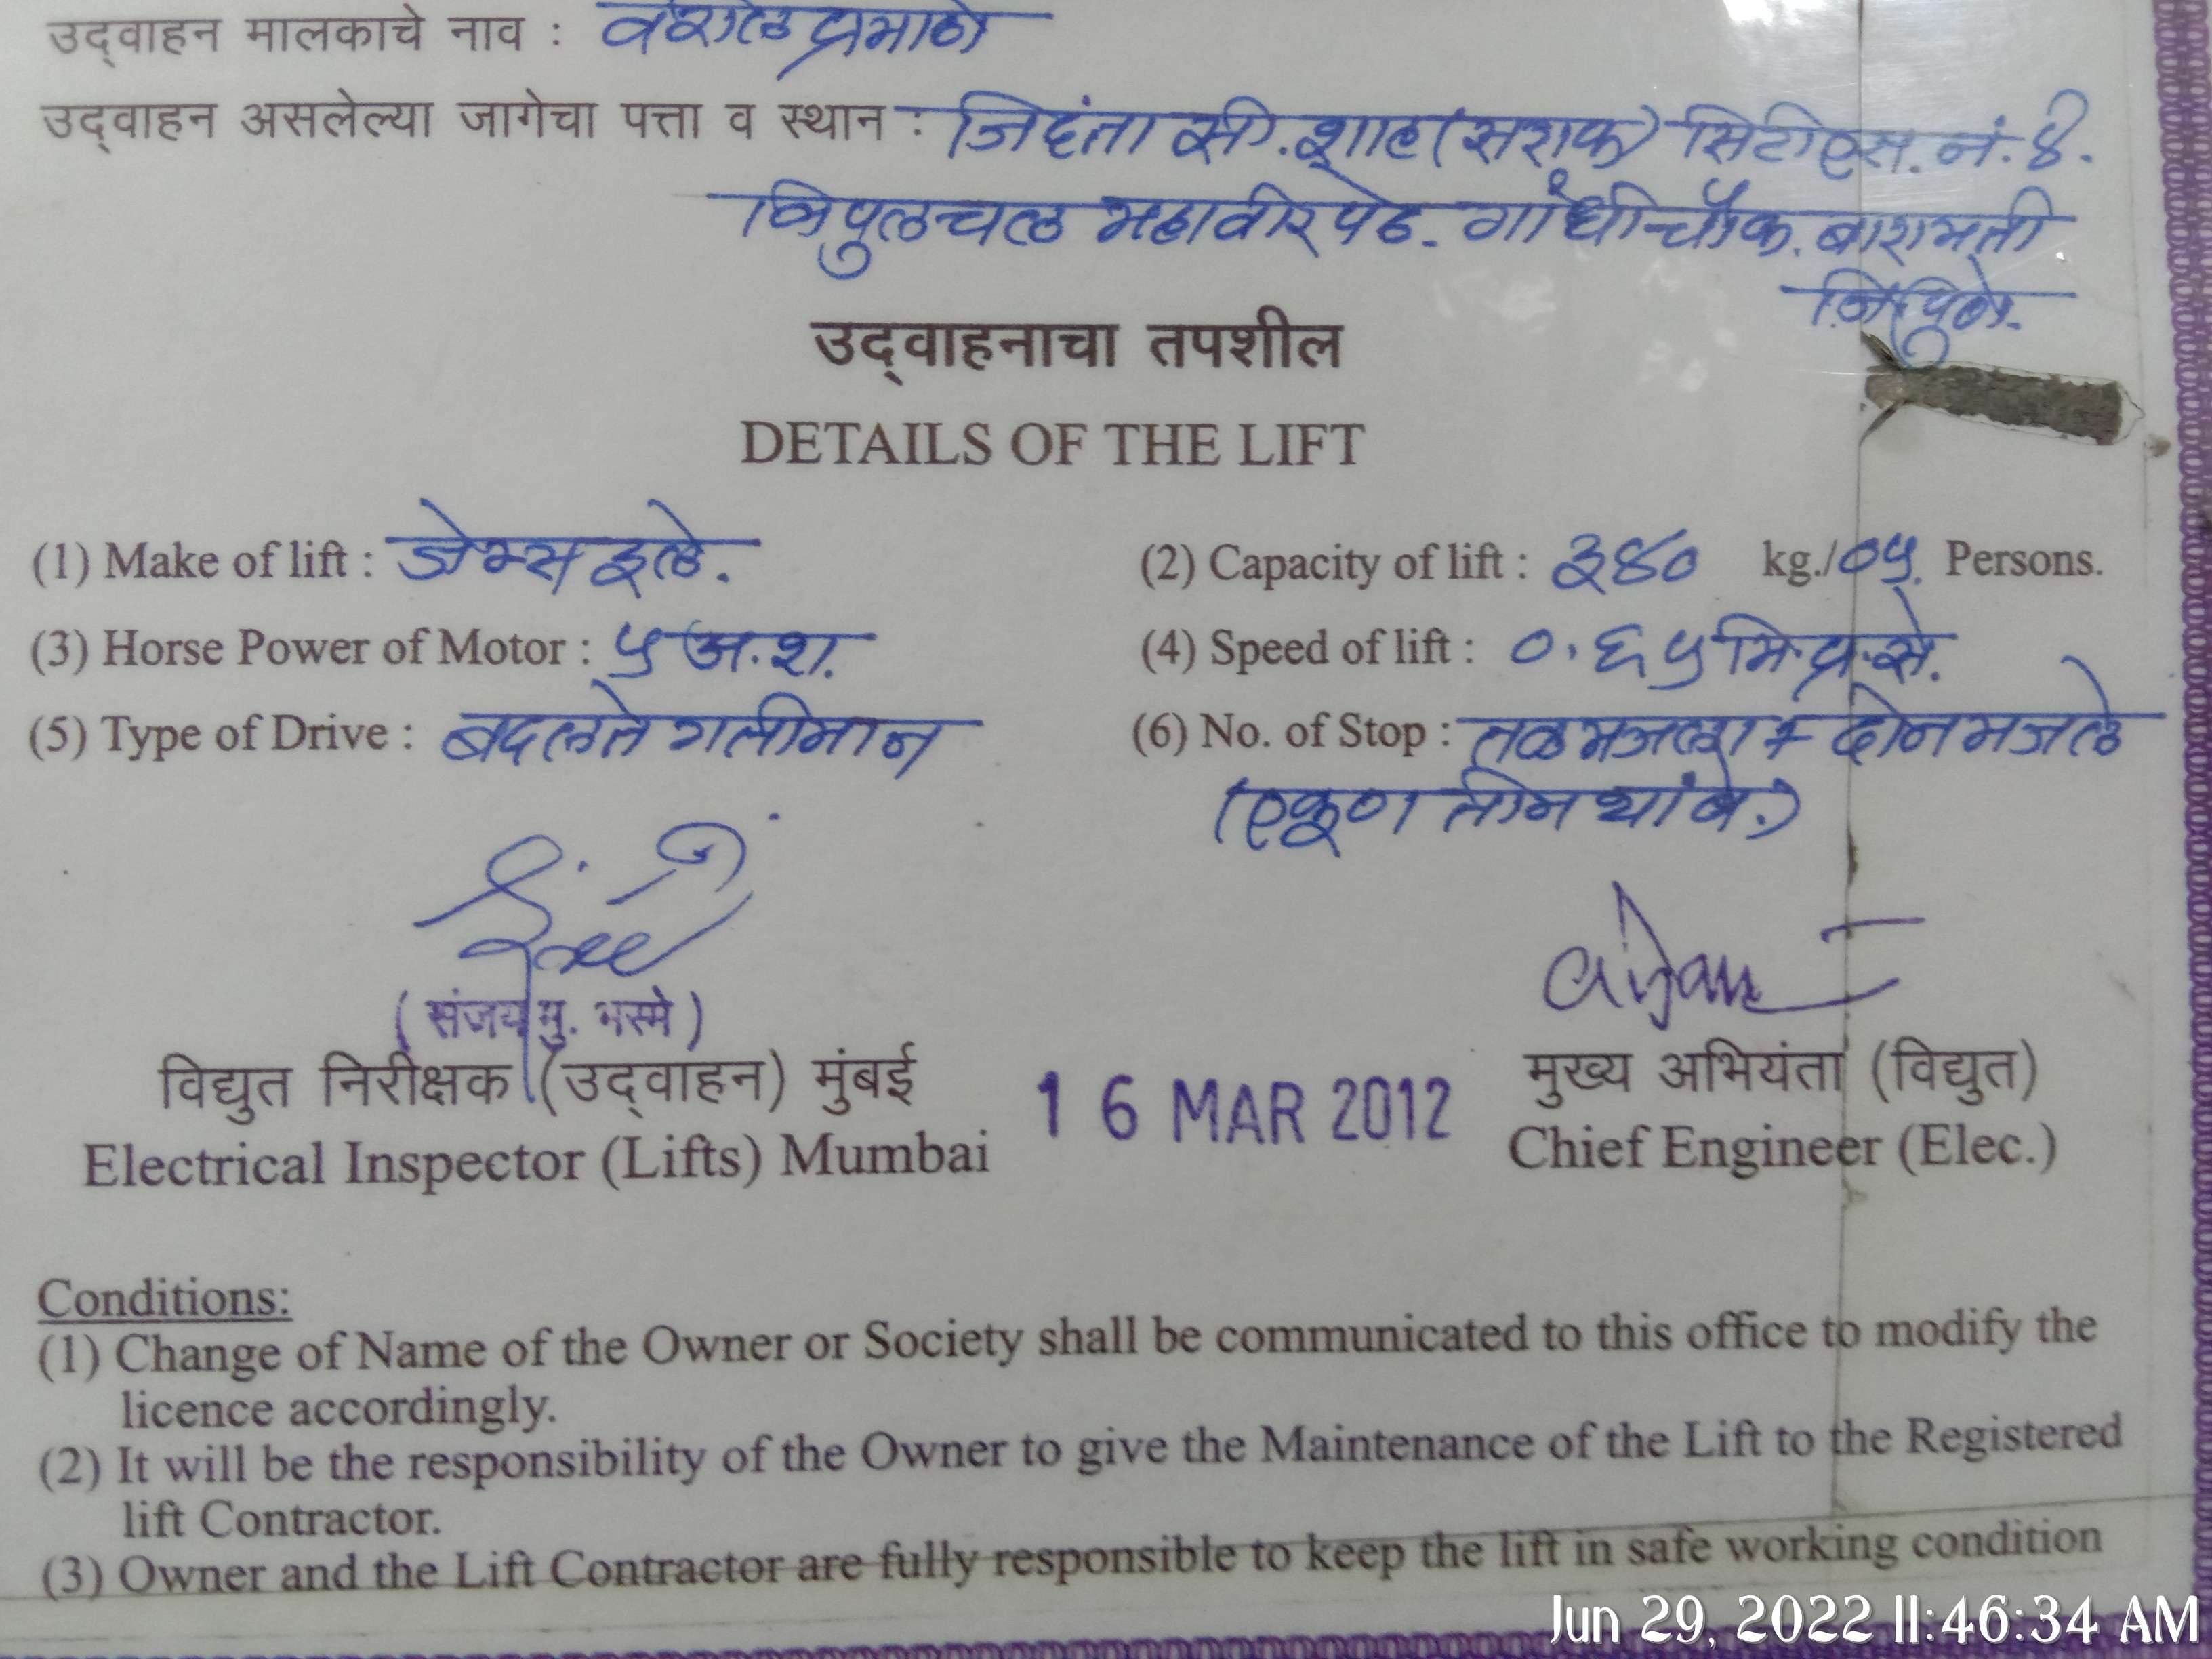 उद्‌वाहन मालकाचे नाव : वरीलप्रमाणे
उद्‌वाहन असलेल्या जागेचा पत्ता व स्थान : सी. शाह (सराफ) सिटीएस. नं. ४.
महावीर पेठ. गांधीचौक. बारामती
जि.पुणे.
उद्‌वाहनाचा तपशील
DETAILS OF THE LIFT
(1) Make of lift : जेम्स इले. (2) Capacity of lift : ३४० kg./०५. Persons.
(3) Horse Power of Motor : ५ अ.श. (4) Speed of lift : ०.६५ मि.प्र.से.
(5) Type of Drive : बदलते गतीमान (6) No. of Stop : तळमजला + दोन मजले
(एकूण तीन थांबे.)
( संजय मु. भस्मे )
विद्युत निरीक्षक (उद्‌वाहन) मुंबई 16 MAR 2012 मुख्य अभियंता (विद्युत)
Electrical Inspector (Lifts) Mumbai Chief Engineer (Elec.)
Conditions:
(1) Change of Name of the Owner or Society shall be communicated to this office to modify the
licence accordingly.
(2) It will be the responsibility of the Owner to give the Maintenance of the Lift to the Registered
lift Contractor.
(3) Owner and the Lift Contractor are fully responsible to keep the lift in safe working condition
Jun 29, 2022 11:46:34 AM